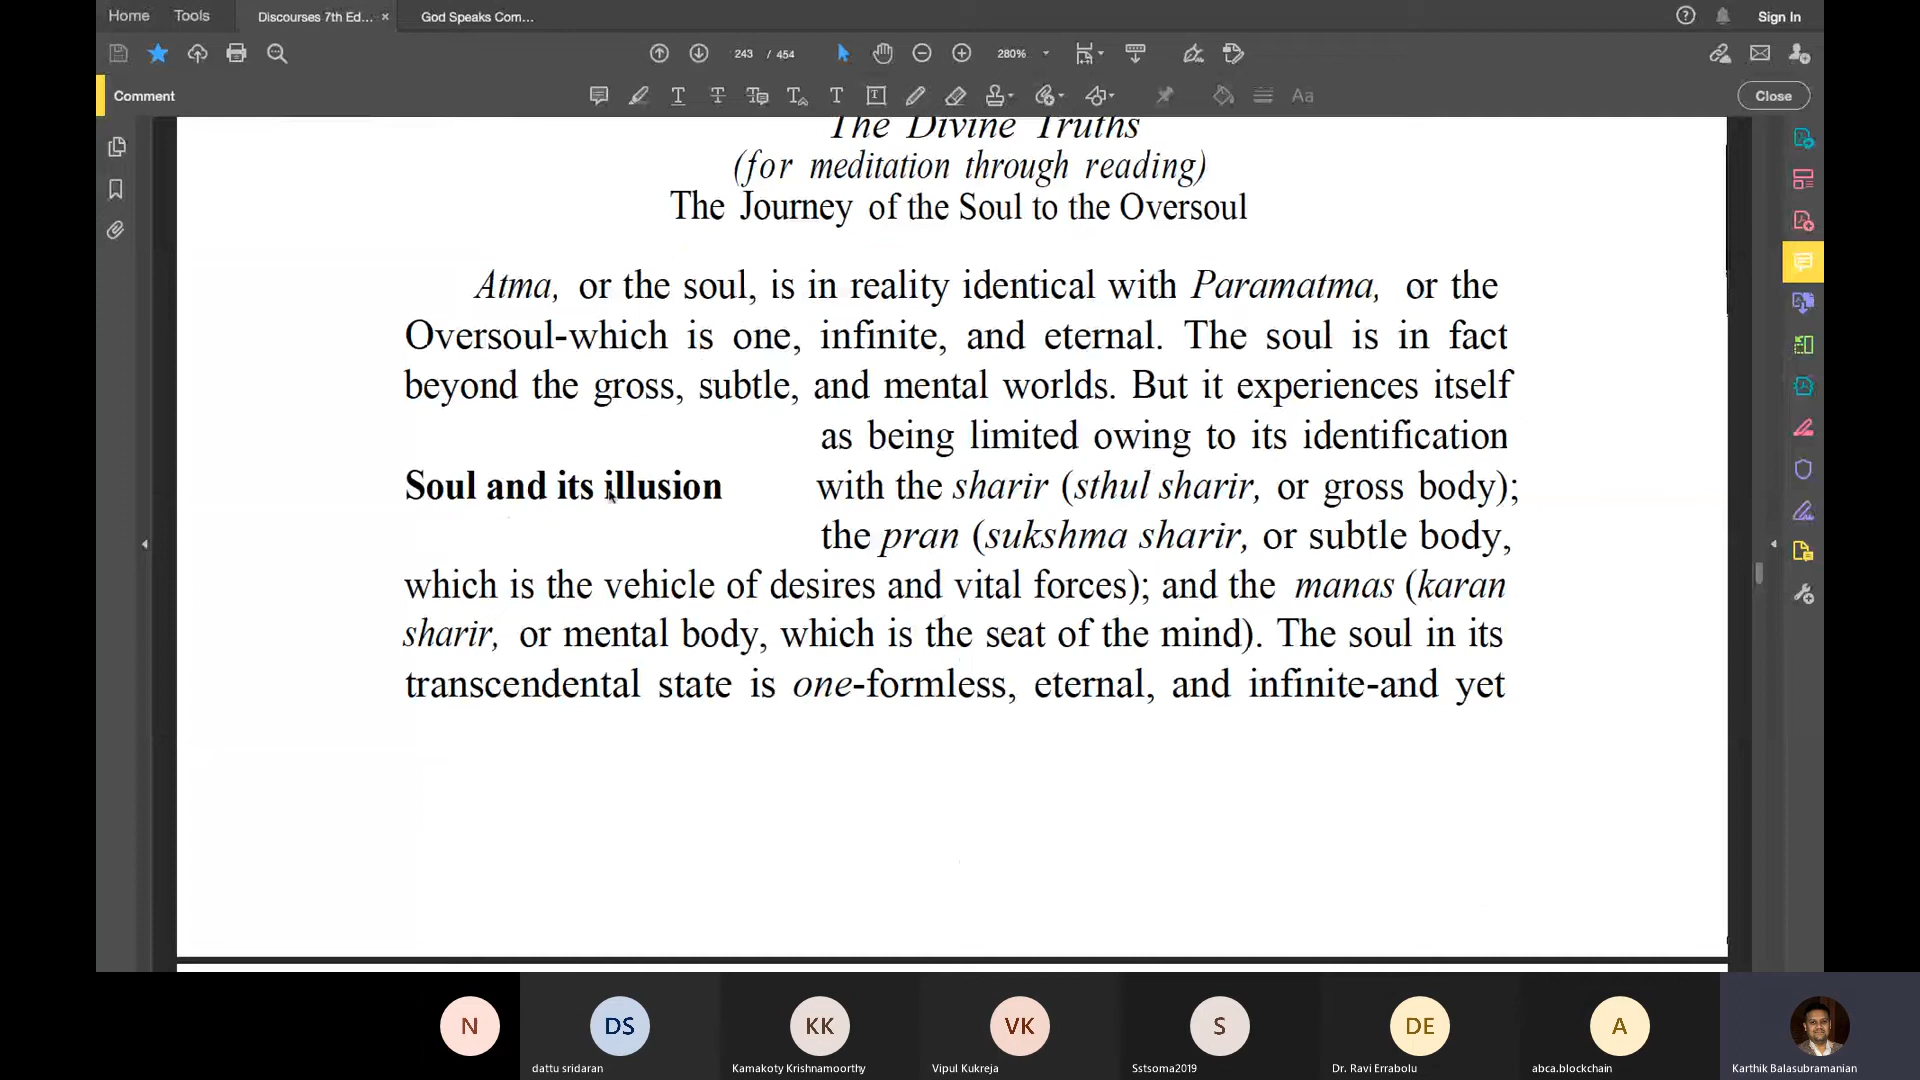 Home Tools Discourses 7th Ed... × God Speaks Com... Sign In
243 / 454 280%
Comment Close
The Divine Truths
(for meditation through reading)
The Journey of the Soul to the Oversoul
Atma, or the soul, is in reality identical with Paramatma, or the
Oversoul-which is one, infinite, and eternal. The soul is in fact
beyond the gross, subtle, and mental worlds. But it experiences itself
as being limited owing to its identification
Soul and its illusion with the sharir (sthul sharir, or gross body);
the pran (sukshma sharir, or subtle body,
which is the vehicle of desires and vital forces); and the manas (karan
sharir, or mental body, which is the seat of the mind). The soul in its
transcendental state is one-formless, eternal, and infinite-and yet
N DS KK VK S DE A
dattu sridaran Kamakoty Krishnamoorthy Vipul Kukreja Sstsoma2019 Dr. Ravi Errabolu abca.blockchain Karthik Balasubramanian